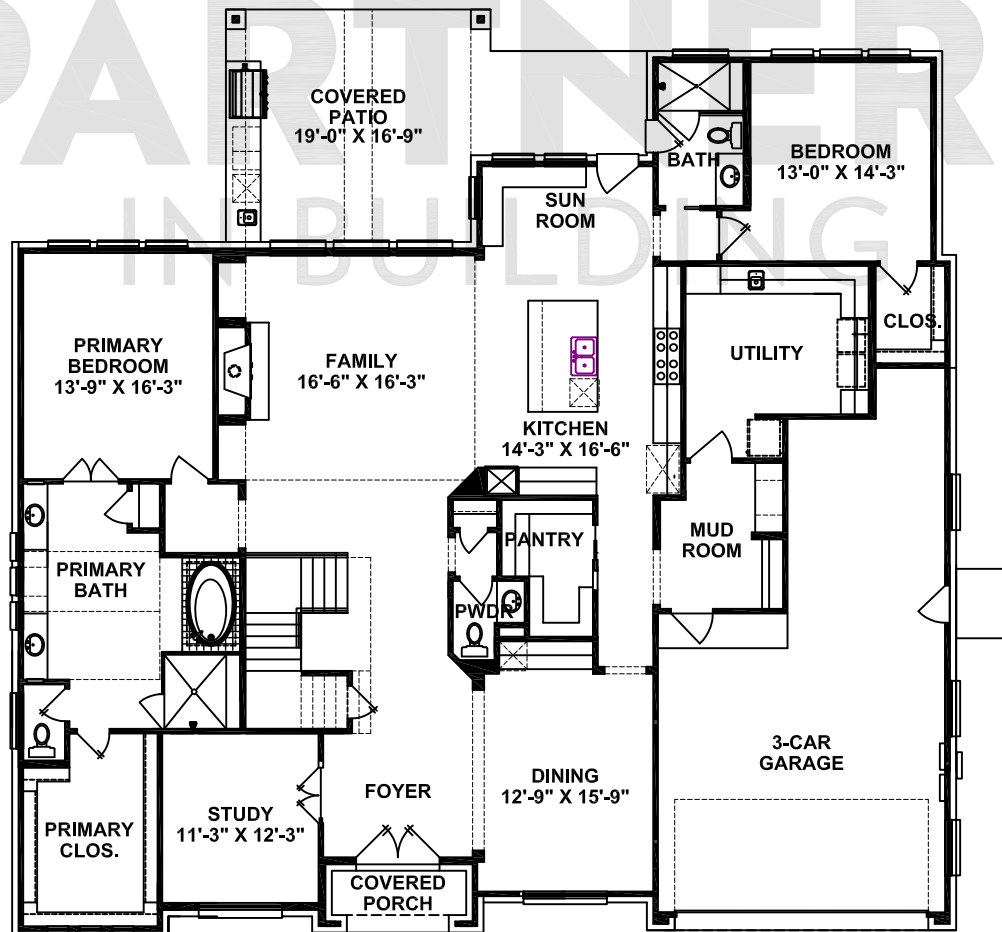 PARTNER
IN BUILDING
COVERED
PATIO
19'-0" X 16'-9"
BATH
BEDROOM
13'-0" X 14'-3"
SUN
ROOM
CLOS.
PRIMARY
BEDROOM
13'-9" X 16'-3"
FAMILY
16'-6" X 16'-3"
UTILITY
KITCHEN
14'-3" X 16'-6"
PANTRY
MUD
ROOM
PRIMARY
BATH
PWDR
3-CAR
GARAGE
DINING
12'-9" X 15'-9"
FOYER
STUDY
11'-3" X 12'-3"
PRIMARY
CLOS.
COVERED
PORCH